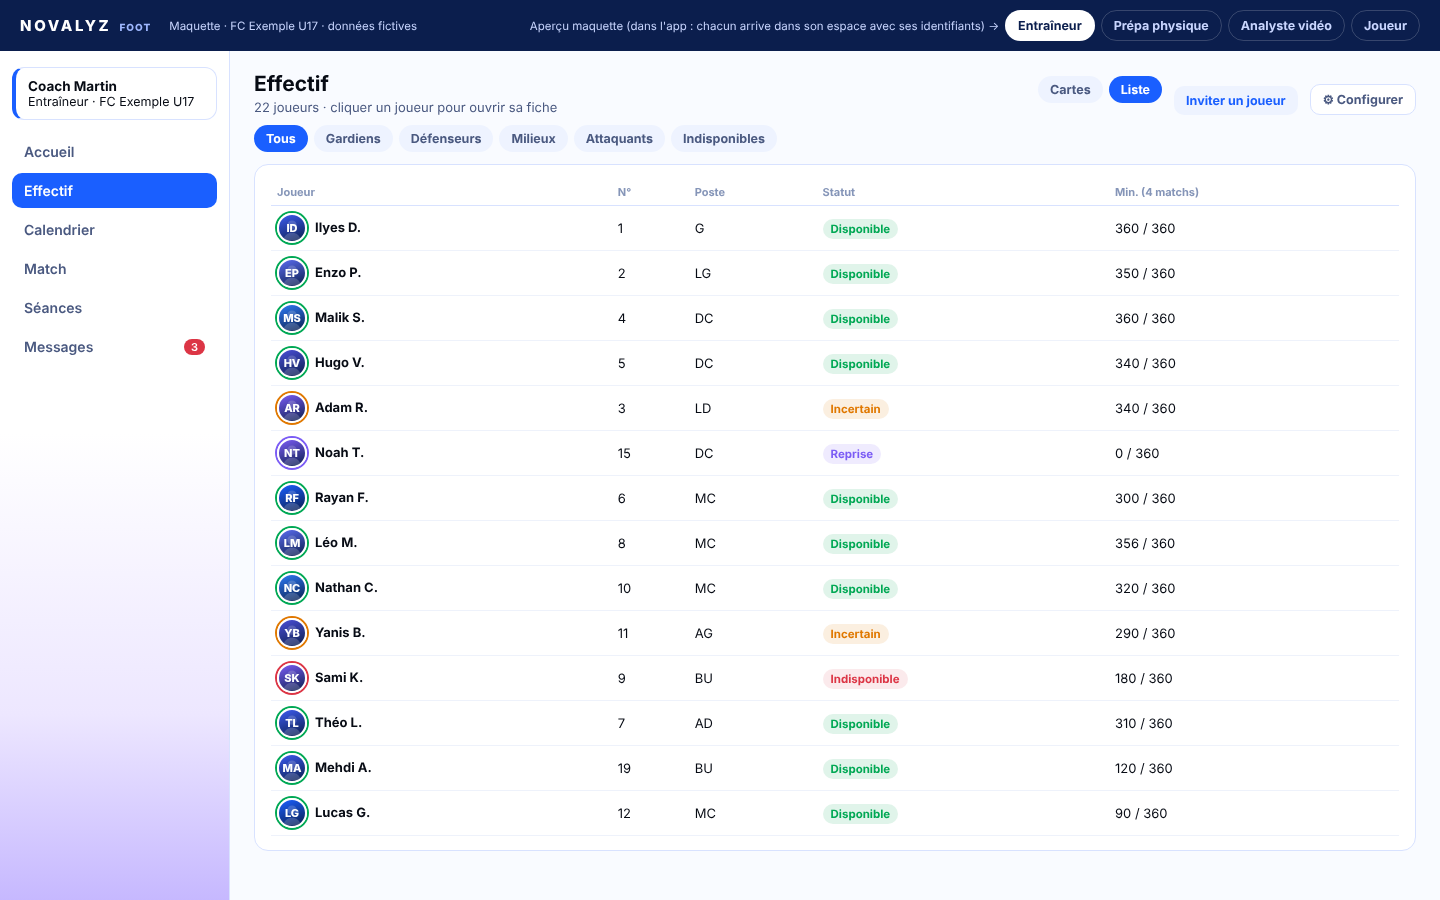 NOVALYZ FOOT Maquette · FC Exemple U17 · données fictives Aperçu maquette (dans l'app : chacun arrive dans son espace avec ses identifiants) → Entraîneur Prépa physique Analyste vidéo Joueur
Coach Martin
Entraîneur · FC Exemple U17
Accueil
Effectif
Calendrier
Match
Séances
Messages 3
Effectif
22 joueurs · cliquer un joueur pour ouvrir sa fiche
Cartes Liste Inviter un joueur ⚙ Configurer
Tous Gardiens Défenseurs Milieux Attaquants Indisponibles
Joueur N° Poste Statut Min. (4 matchs)
ID Ilyes D. 1 G Disponible 360 / 360
EP Enzo P. 2 LG Disponible 350 / 360
MS Malik S. 4 DC Disponible 360 / 360
HV Hugo V. 5 DC Disponible 340 / 360
AR Adam R. 3 LD Incertain 340 / 360
NT Noah T. 15 DC Reprise 0 / 360
RF Rayan F. 6 MC Disponible 300 / 360
LM Léo M. 8 MC Disponible 356 / 360
NC Nathan C. 10 MC Disponible 320 / 360
YB Yanis B. 11 AG Incertain 290 / 360
SK Sami K. 9 BU Indisponible 180 / 360
TL Théo L. 7 AD Disponible 310 / 360
MA Mehdi A. 19 BU Disponible 120 / 360
LG Lucas G. 12 MC Disponible 90 / 360